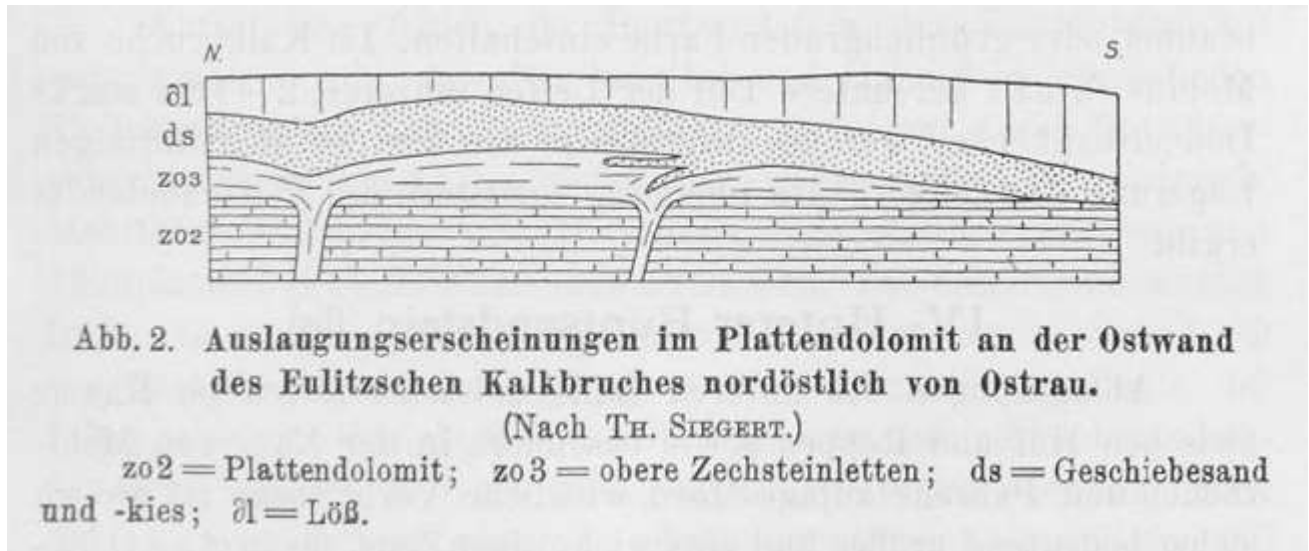 N. S.
∂l
ds
zo3
zo2
Abb. 2. Auslaugungserscheinungen im Plattendolomit an der Ostwand
des Eulitzschen Kalkbruches nordöstlich von Ostrau.
(Nach TH. SIEGERT.)
zo2 = Plattendolomit; zo3 = obere Zechsteinletten; ds = Geschiebesand
und -kies; ∂l = Löß.